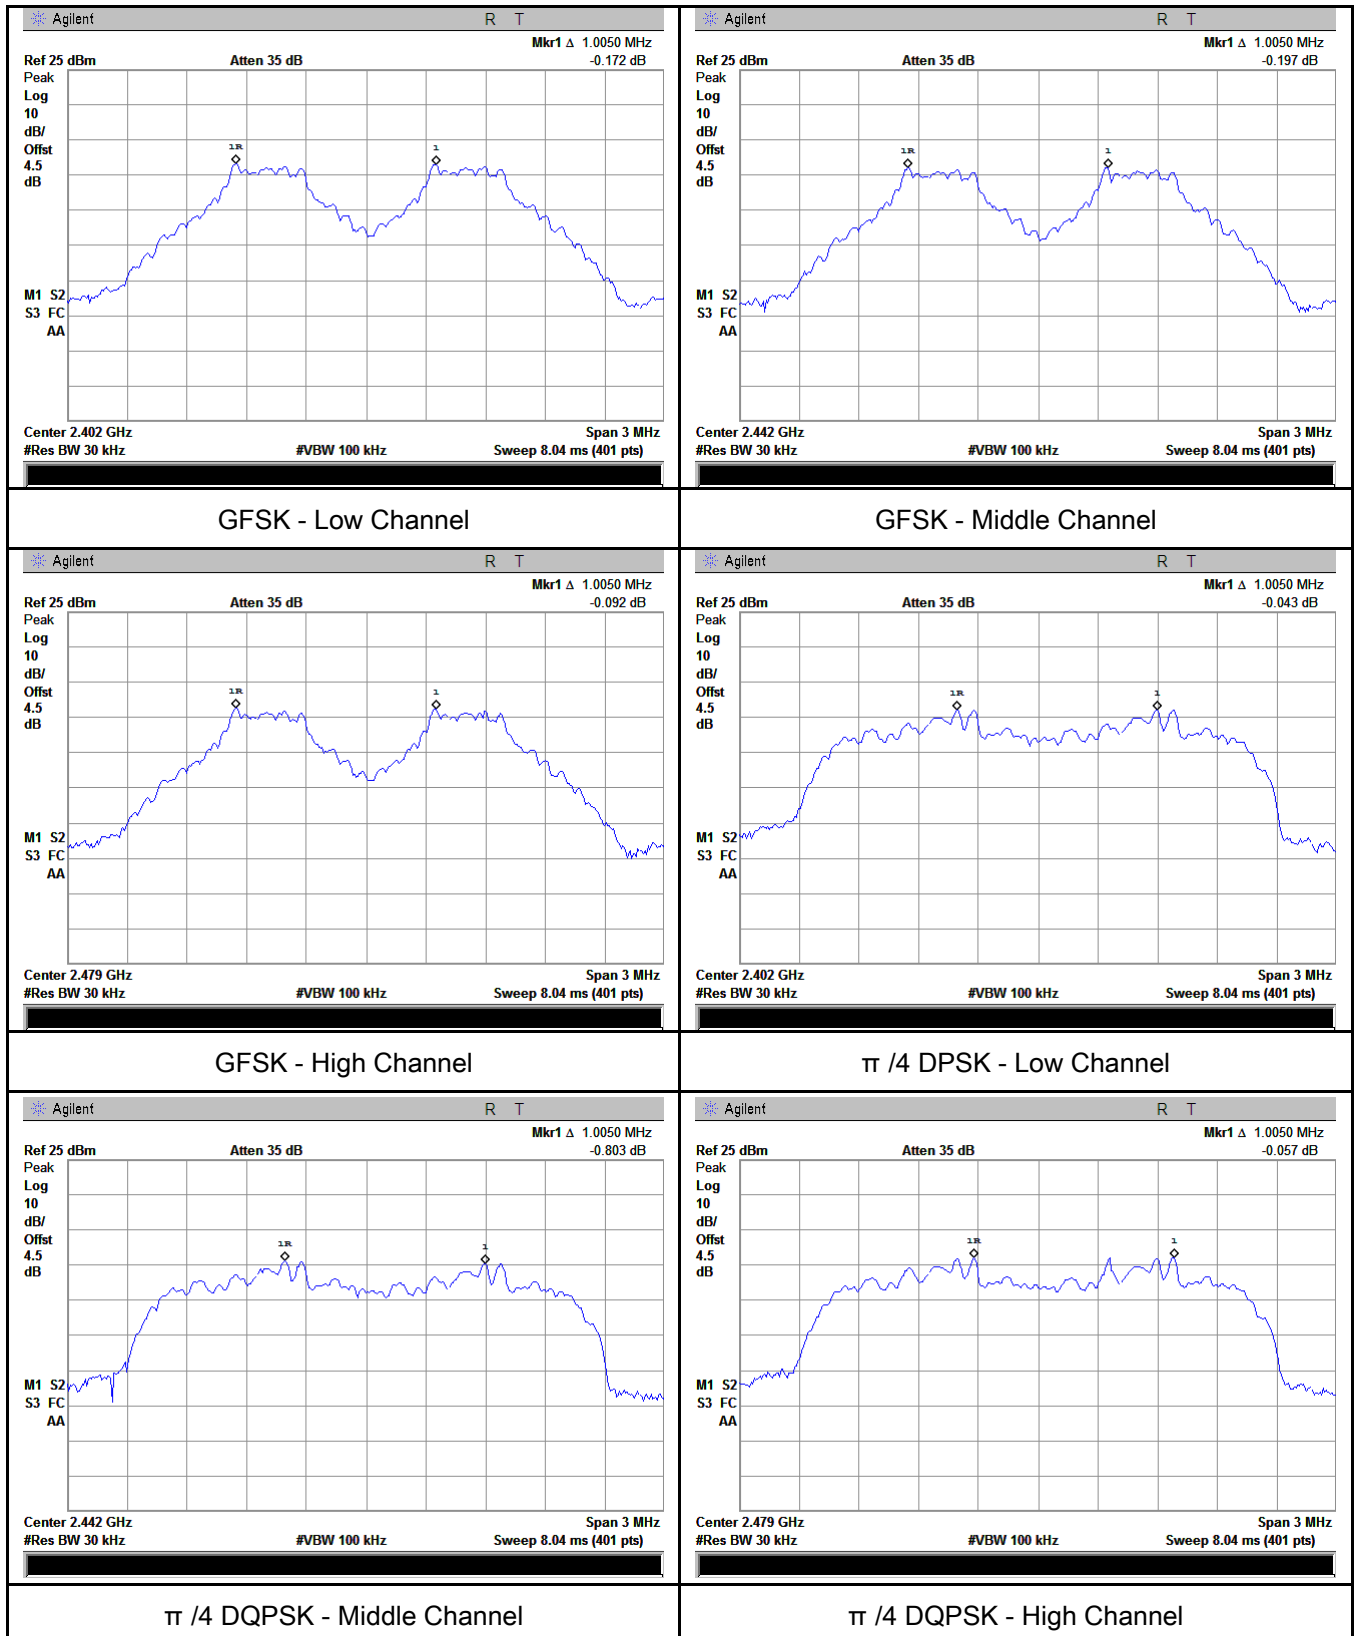 Agilent R T
Mkr1 Δ 1.0050 MHz
Ref 25 dBm Atten 35 dB -0.172 dB
Peak
Log
10
dB/
Offst
4.5
dB
1R 1
M1 S2
S3 FC
AA
Center 2.402 GHz Span 3 MHz
#Res BW 30 kHz #VBW 100 kHz Sweep 8.04 ms (401 pts)
GFSK - Low Channel
Agilent R T
Mkr1 Δ 1.0050 MHz
Ref 25 dBm Atten 35 dB -0.197 dB
Peak
Log
10
dB/
Offst
4.5
dB
1R 1
M1 S2
S3 FC
AA
Center 2.442 GHz Span 3 MHz
#Res BW 30 kHz #VBW 100 kHz Sweep 8.04 ms (401 pts)
GFSK - Middle Channel
Agilent R T
Mkr1 Δ 1.0050 MHz
Ref 25 dBm Atten 35 dB -0.092 dB
Peak
Log
10
dB/
Offst
4.5
dB
1R 1
M1 S2
S3 FC
AA
Center 2.479 GHz Span 3 MHz
#Res BW 30 kHz #VBW 100 kHz Sweep 8.04 ms (401 pts)
GFSK - High Channel
Agilent R T
Mkr1 Δ 1.0050 MHz
Ref 25 dBm Atten 35 dB -0.043 dB
Peak
Log
10
dB/
Offst
4.5
dB
1R 1
M1 S2
S3 FC
AA
Center 2.402 GHz Span 3 MHz
#Res BW 30 kHz #VBW 100 kHz Sweep 8.04 ms (401 pts)
π /4 DPSK - Low Channel
Agilent R T
Mkr1 Δ 1.0050 MHz
Ref 25 dBm Atten 35 dB -0.803 dB
Peak
Log
10
dB/
Offst
4.5
dB
1R 1
M1 S2
S3 FC
AA
Center 2.442 GHz Span 3 MHz
#Res BW 30 kHz #VBW 100 kHz Sweep 8.04 ms (401 pts)
π /4 DQPSK - Middle Channel
Agilent R T
Mkr1 Δ 1.0050 MHz
Ref 25 dBm Atten 35 dB -0.057 dB
Peak
Log
10
dB/
Offst
4.5
dB
1R 1
M1 S2
S3 FC
AA
Center 2.479 GHz Span 3 MHz
#Res BW 30 kHz #VBW 100 kHz Sweep 8.04 ms (401 pts)
π /4 DQPSK - High Channel